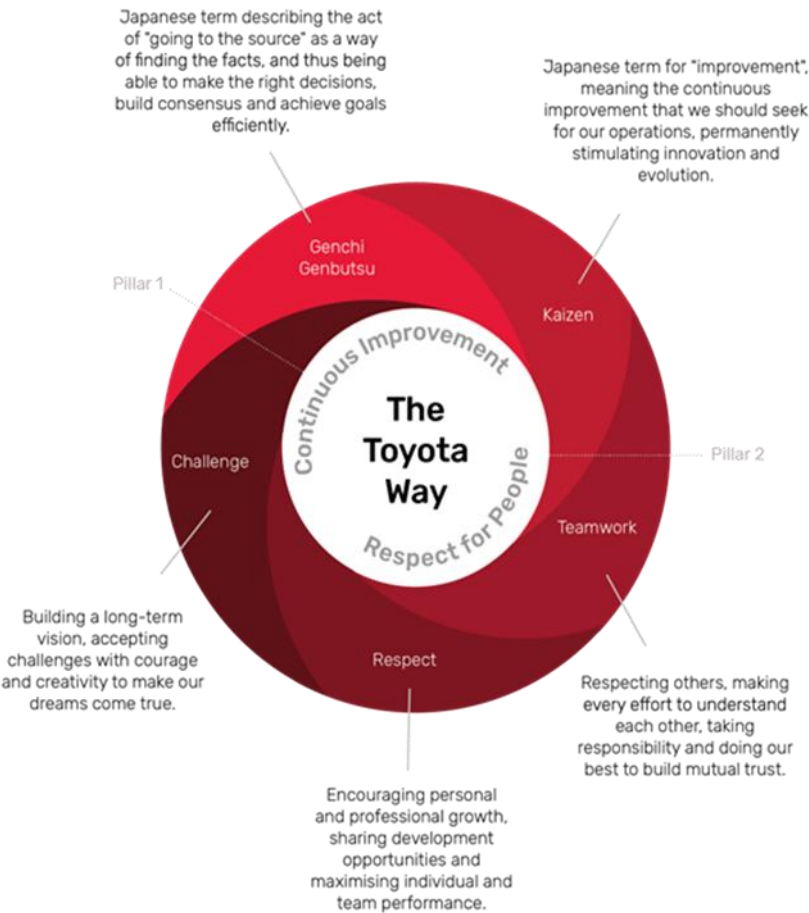 Japanese term describing the act
of "going to the source" as a way
of finding the facts, and thus being
able to make the right decisions,
build consensus and achieve goals
efficiently.
Japanese term for "improvement",
meaning the continuous
improvement that we should seek
for our operations, permanently
stimulating innovation and
evolution.
Genchi
Genbutsu
Pillar 1
Kaizen
Continuous Improvement
The
Toyota
Way
Respect for People
Challenge
Pillar 2
Teamwork
Respect
Building a long-term
vision, accepting
challenges with courage
and creativity to make our
dreams come true.
Respecting others, making
every effort to understand
each other, taking
responsibility and doing our
best to build mutual trust.
Encouraging personal
and professional growth,
sharing development
opportunities and
maximising individual and
team performance.